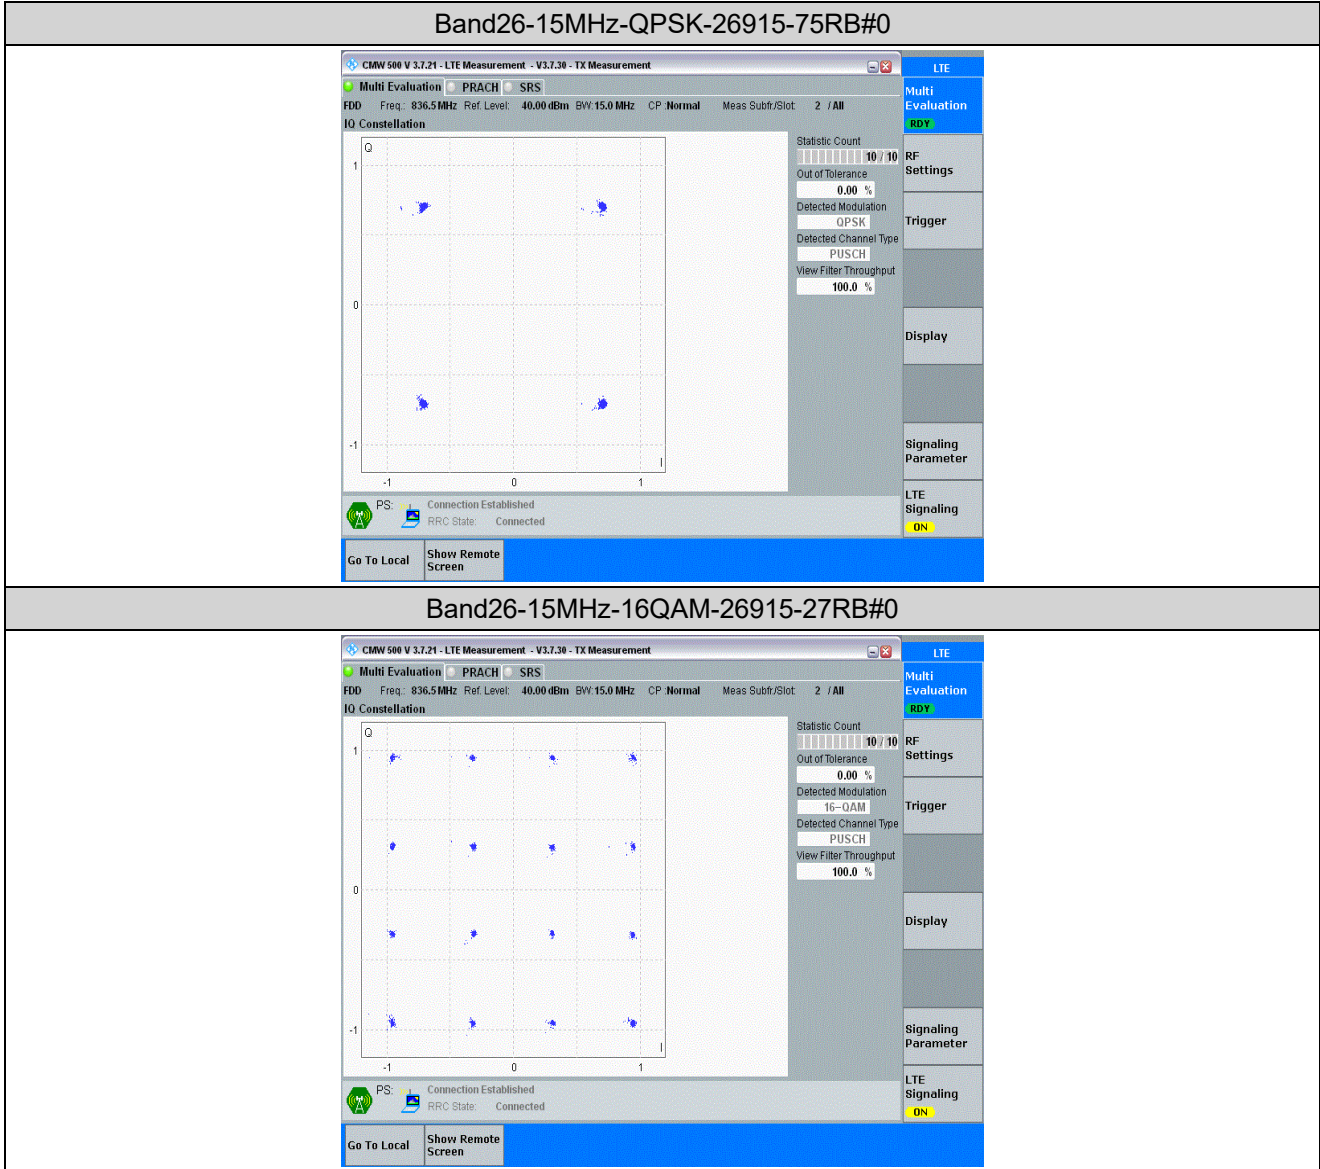 Band26-15MHz-QPSK-26915-75RB#0
CMW 500 V 3.7.21 - LTE Measurement - V3.7.30 - TX Measurement
LTE
Multi Evaluation PRACH SRS
Multi
Evaluation
RDY
FDD Freq.: 836.5 MHz Ref. Level: 40.00 dBm BW: 15.0 MHz CP :Normal Meas Subfr./Slot: 2 / All
IQ Constellation
Q
1
0
-1
I
-1 0 1
Statistic Count
10 / 10
Out of Tolerance
0.00 %
Detected Modulation
QPSK
Detected Channel Type
PUSCH
View Filter Throughput
100.0 %
RF
Settings
Trigger
Display
Signaling
Parameter
LTE
Signaling
ON
PS: Connection Established
RRC State: Connected
Go To Local
Show Remote
Screen
Band26-15MHz-16QAM-26915-27RB#0
CMW 500 V 3.7.21 - LTE Measurement - V3.7.30 - TX Measurement
LTE
Multi Evaluation PRACH SRS
Multi
Evaluation
RDY
FDD Freq.: 836.5 MHz Ref. Level: 40.00 dBm BW: 15.0 MHz CP :Normal Meas Subfr./Slot: 2 / All
IQ Constellation
Q
1
0
-1
I
-1 0 1
Statistic Count
10 / 10
Out of Tolerance
0.00 %
Detected Modulation
16-QAM
Detected Channel Type
PUSCH
View Filter Throughput
100.0 %
RF
Settings
Trigger
Display
Signaling
Parameter
LTE
Signaling
ON
PS: Connection Established
RRC State: Connected
Go To Local
Show Remote
Screen